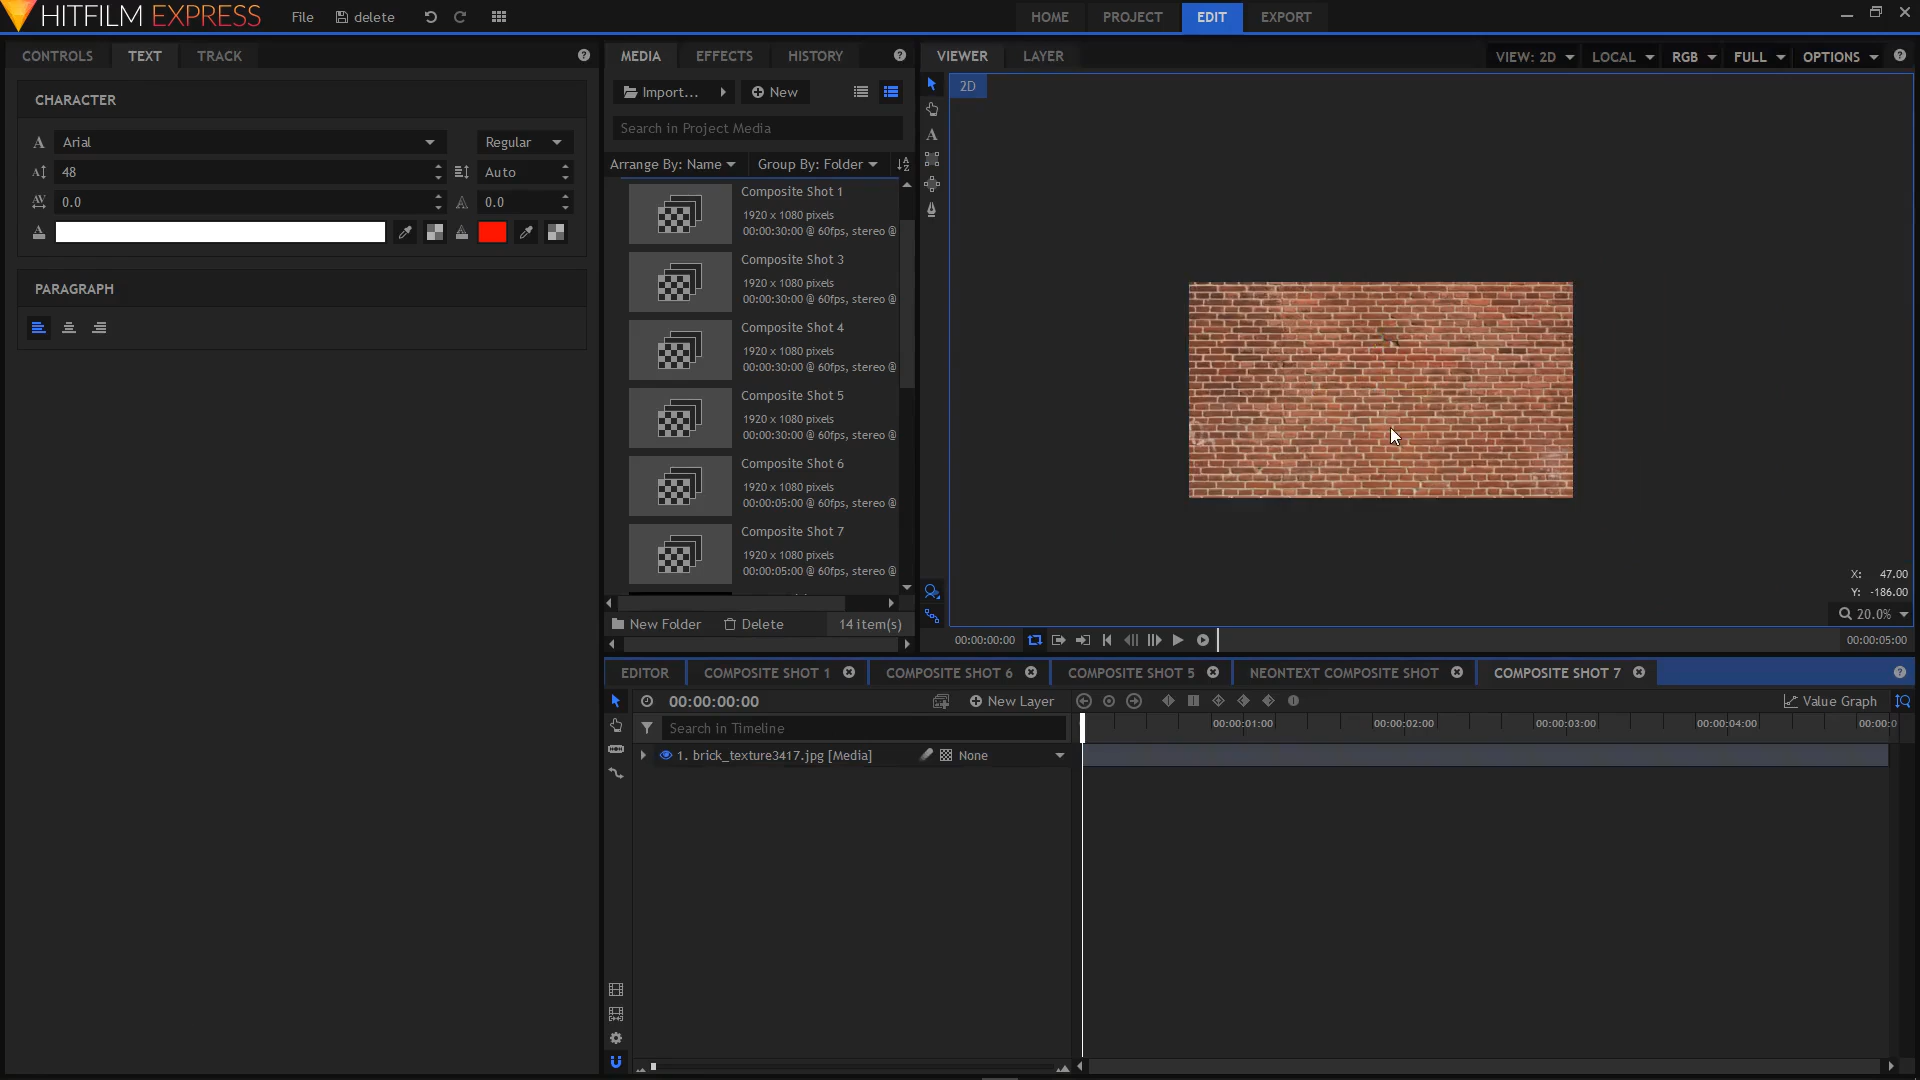 HITFILM EXPRESS
File
delete
HOME
PROJECT
EDIT
EXPORT
CONTROLS
TEXT
TRACK
MEDIA
EFFECTS
HISTORY
VIEWER
LAYER
VIEW: 2D
LOCAL
RGB
FULL
OPTIONS
CHARACTER
Arial
Regular
48
Auto
0.0
0.0
PARAGRAPH
Import...
New
Search in Project Media
Arrange By: Name
Group By: Folder
Composite Shot 1
1920 x 1080 pixels
00:00:30:00 @ 60fps, stereo @
Composite Shot 3
1920 x 1080 pixels
00:00:30:00 @ 60fps, stereo @
Composite Shot 4
1920 x 1080 pixels
00:00:30:00 @ 60fps, stereo @
Composite Shot 5
1920 x 1080 pixels
00:00:30:00 @ 60fps, stereo @
Composite Shot 6
1920 x 1080 pixels
00:00:05:00 @ 60fps, stereo @
Composite Shot 7
1920 x 1080 pixels
00:00:05:00 @ 60fps, stereo @
New Folder
Delete
14 item(s)
2D
X: 47.00
Y: -186.00
20.0%
00:00:00:00
00:00:05:00
EDITOR
COMPOSITE SHOT 1
COMPOSITE SHOT 6
COMPOSITE SHOT 5
NEONTEXT COMPOSITE SHOT
COMPOSITE SHOT 7
00:00:00:00
New Layer
Value Graph
Search in Timeline
00:00:01:00
00:00:02:00
00:00:03:00
00:00:04:00
00:00:0
1. brick_texture3417.jpg [Media]
None